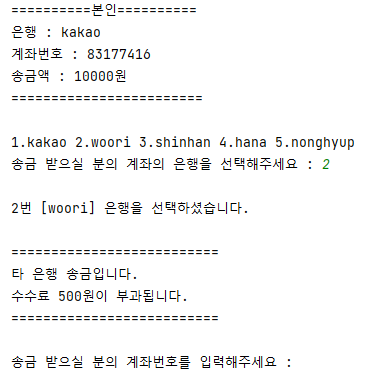 ==========본인==========
은행 : kakao
계좌번호 : 83177416
송금액 : 10000원
========================
1.kakao 2.woori 3.shinhan 4.hana 5.nonghyup
송금 받으실 분의 계좌의 은행을 선택해주세요 : 2
2번 [woori] 은행을 선택하셨습니다.
==========================
타 은행 송금입니다.
수수료 500원이 부과됩니다.
==========================
송금 받으실 분의 계좌번호를 입력해주세요 :